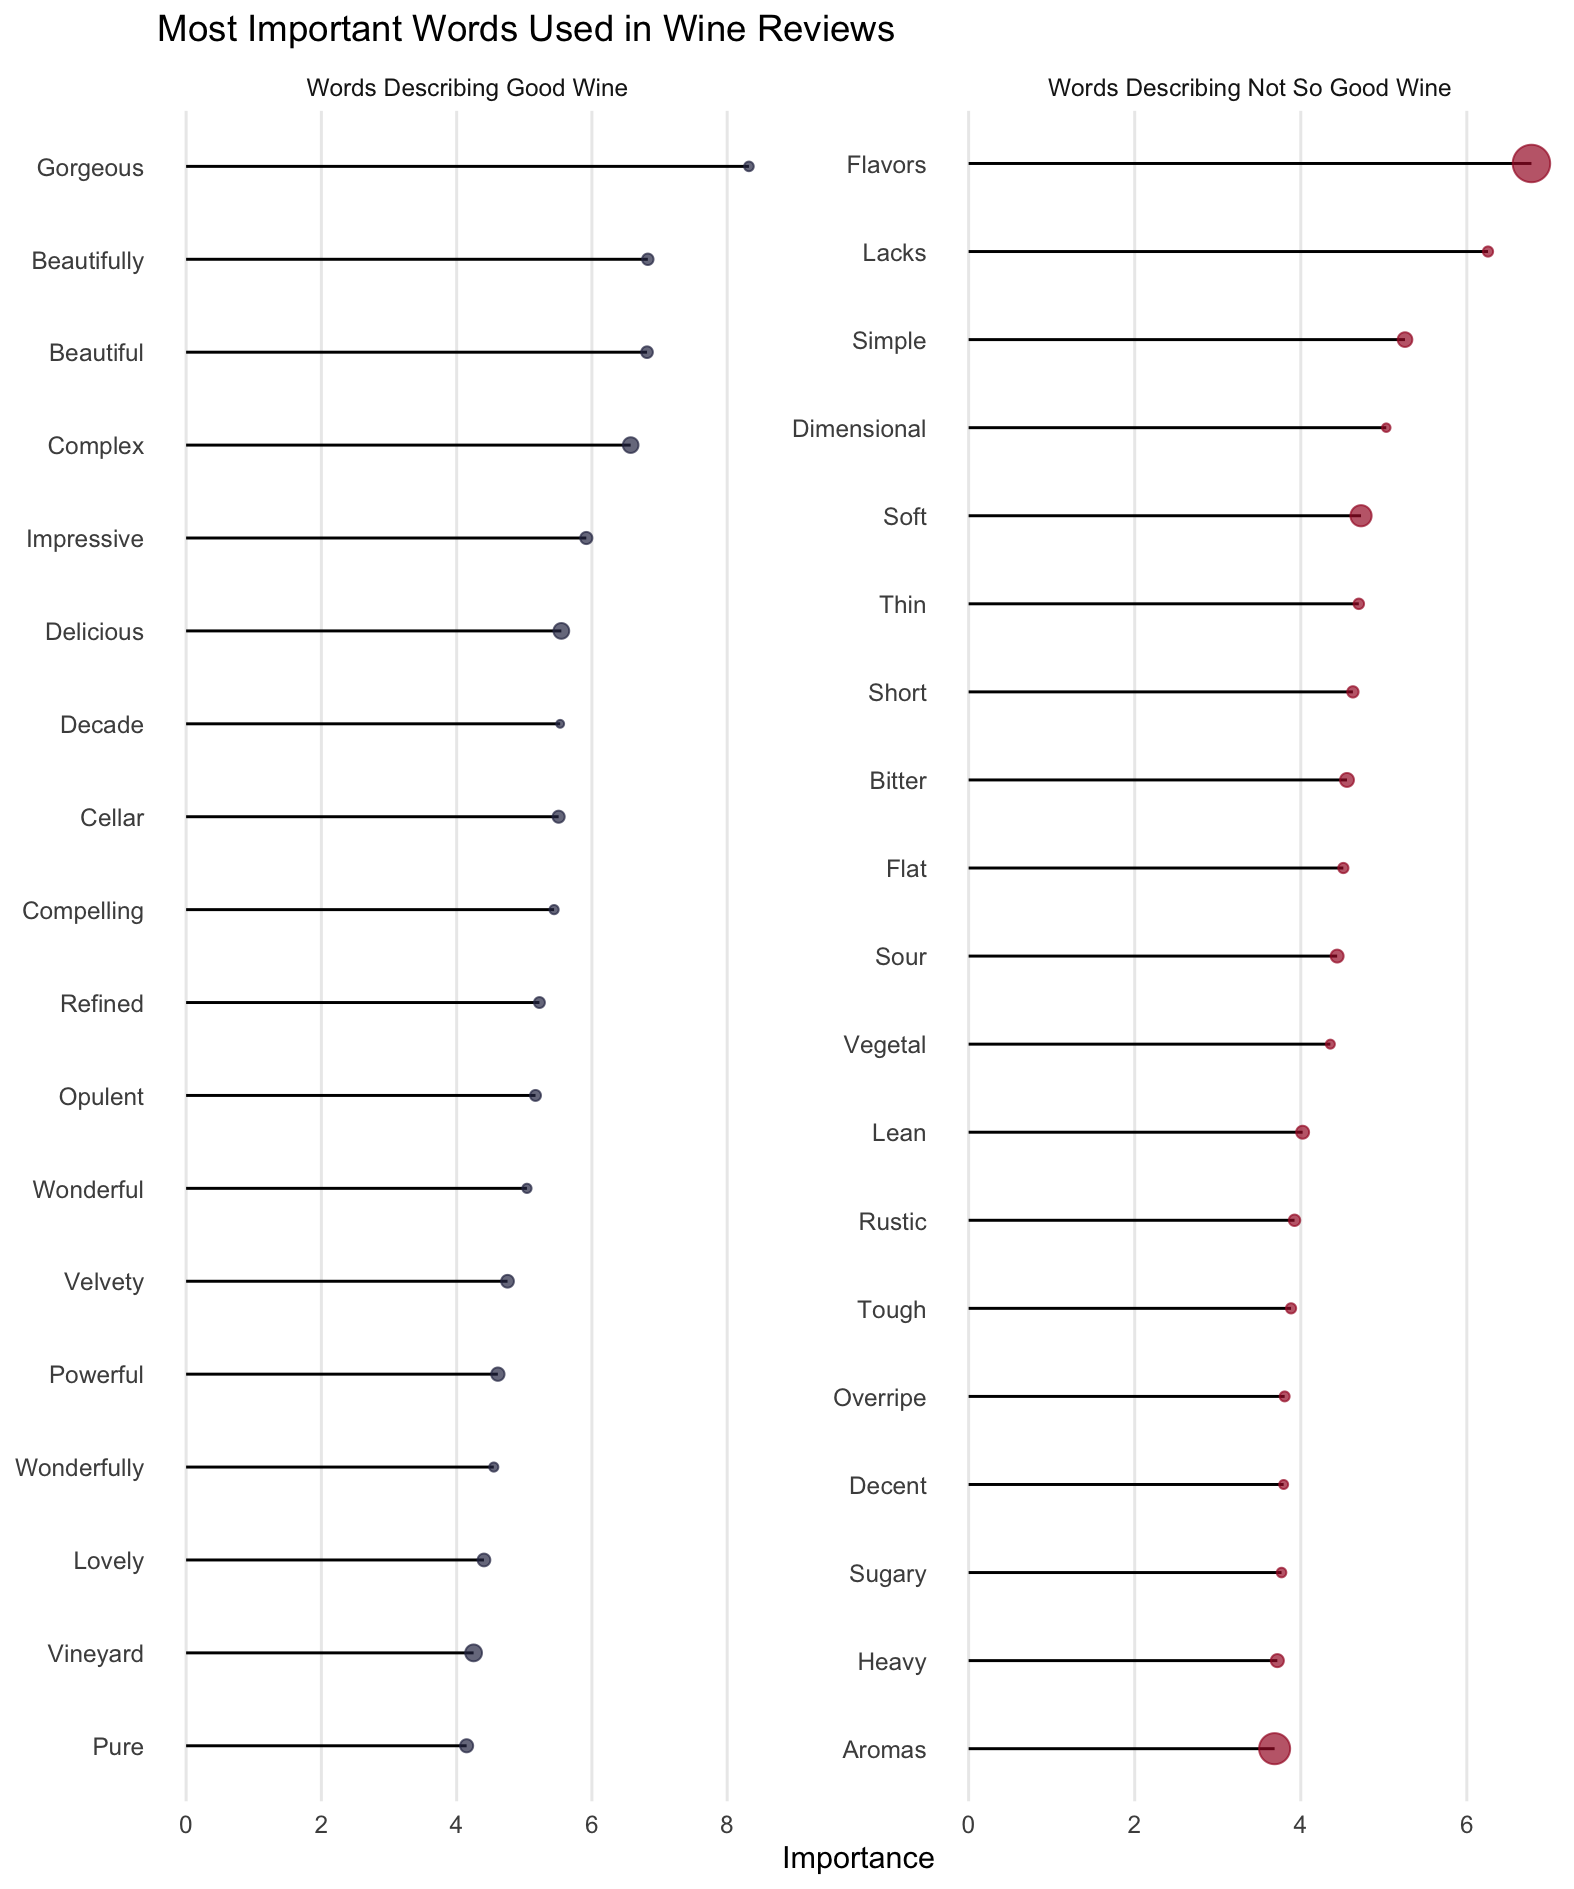 Most Important Words Used in Wine Reviews
Words Describing Good Wine
Gorgeous
Beautifully
Beautiful
Complex
Impressive
Delicious
Decade
Cellar
Compelling
Refined
Opulent
Wonderful
Velvety
Powerful
Wonderfully
Lovely
Vineyard
Pure
0 2 4 6 8
Words Describing Not So Good Wine
Flavors
Lacks
Simple
Dimensional
Soft
Thin
Short
Bitter
Flat
Sour
Vegetal
Lean
Rustic
Tough
Overripe
Decent
Sugary
Heavy
Aromas
0 2 4 6
Importance